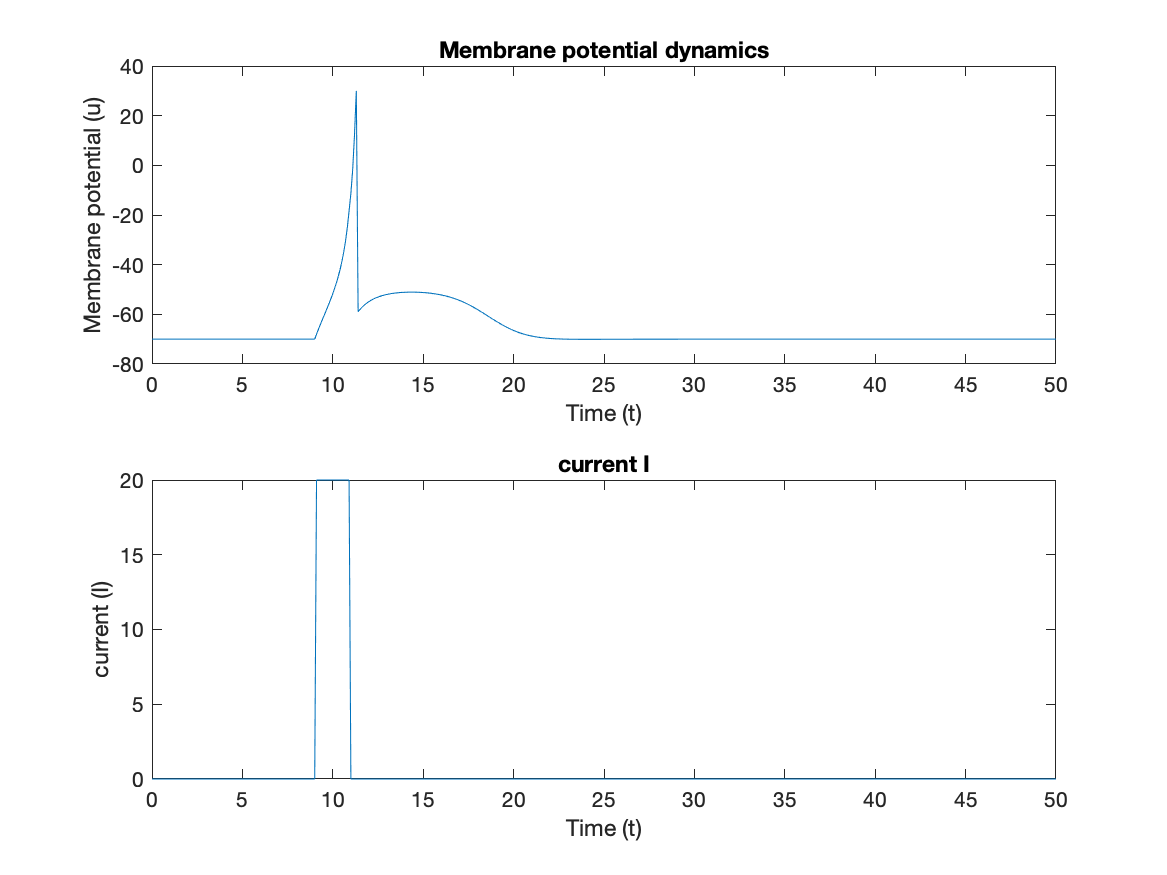 Membrane potential dynamics
Membrane potential (u)
40
20
0
-20
-40
-60
-80
0 5 10 15 20 25 30 35 40 45 50
Time (t)
current I
current (I)
20
15
10
5
0
0 5 10 15 20 25 30 35 40 45 50
Time (t)